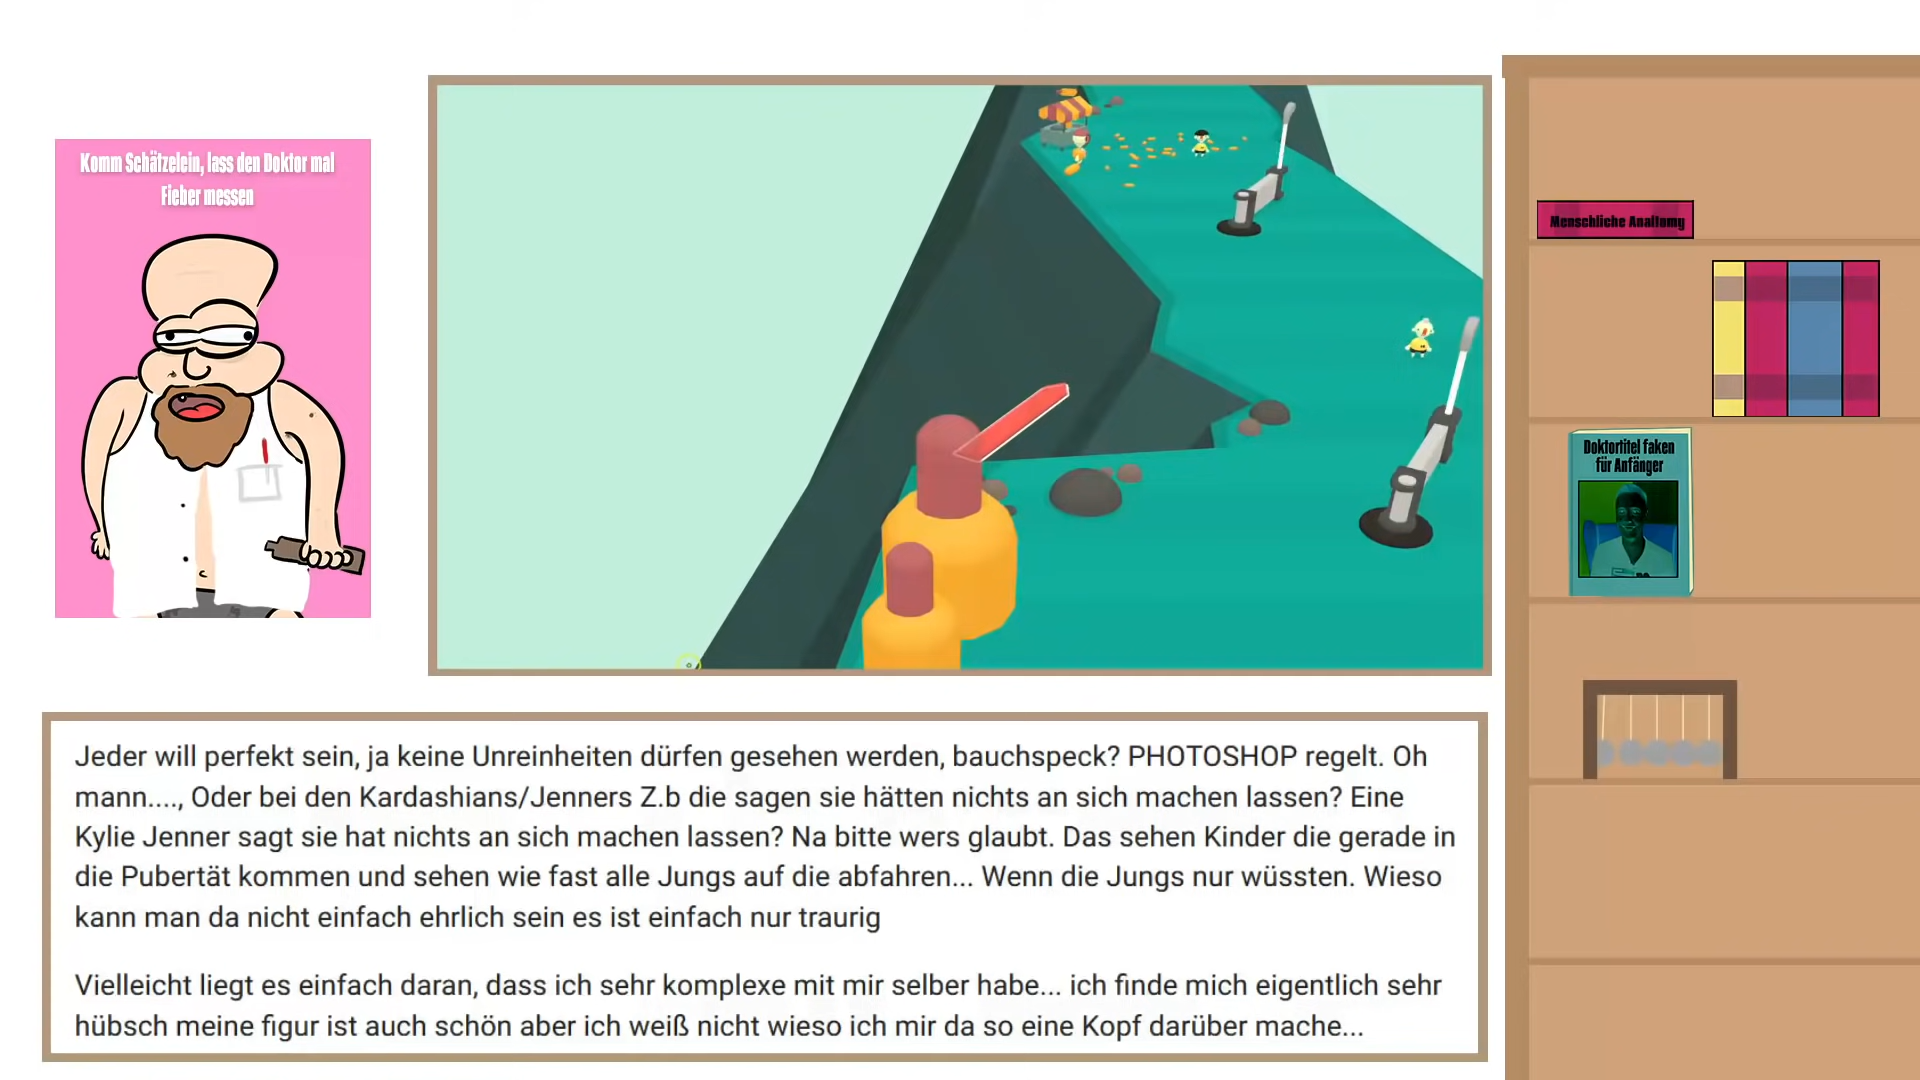 Komm Schätzelein, lass den Doktor mal
Fieber messen
Menschliche Analtomy
Doktortitel faken
für Anfänger
Jeder will perfekt sein, ja keine Unreinheiten dürfen gesehen werden, bauchspeck? PHOTOSHOP regelt. Oh
mann...., Oder bei den Kardashians/Jenners Z.b die sagen sie hätten nichts an sich machen lassen? Eine
Kylie Jenner sagt sie hat nichts an sich machen lassen? Na bitte wers glaubt. Das sehen Kinder die gerade in
die Pubertät kommen und sehen wie fast alle Jungs auf die abfahren... Wenn die Jungs nur wüssten. Wieso
kann man da nicht einfach ehrlich sein es ist einfach nur traurig
Vielleicht liegt es einfach daran, dass ich sehr komplexe mit mir selber habe... ich finde mich eigentlich sehr
hübsch meine figur ist auch schön aber ich weiß nicht wieso ich mir da so eine Kopf darüber mache...